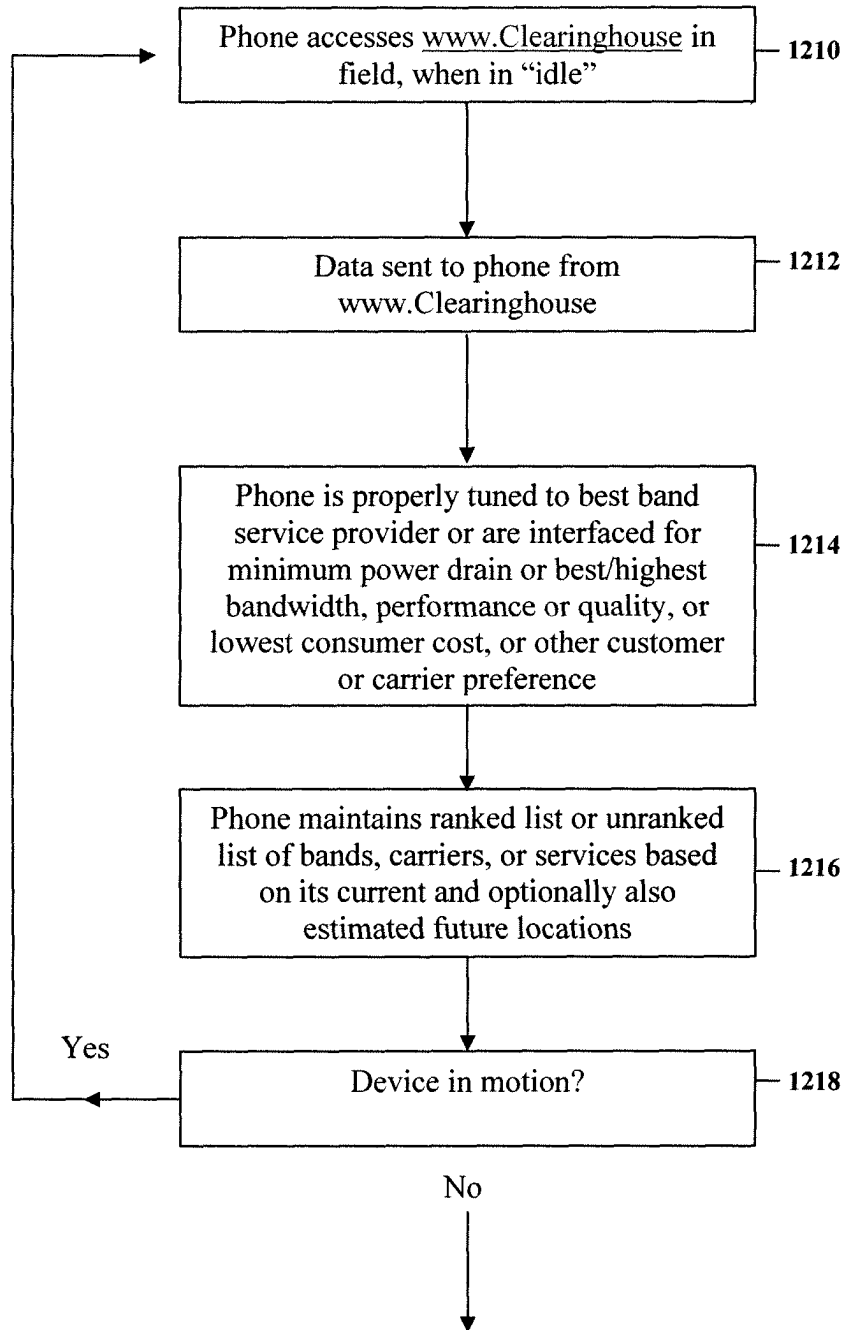 Phone accesses www.Clearinghouse in
field, when in “idle”
1210
Data sent to phone from
www.Clearinghouse
1212
Phone is properly tuned to best band
service provider or are interfaced for
minimum power drain or best/highest
bandwidth, performance or quality, or
lowest consumer cost, or other customer
or carrier preference
1214
Phone maintains ranked list or unranked
list of bands, carriers, or services based
on its current and optionally also
estimated future locations
1216
Yes
Device in motion?
1218
No